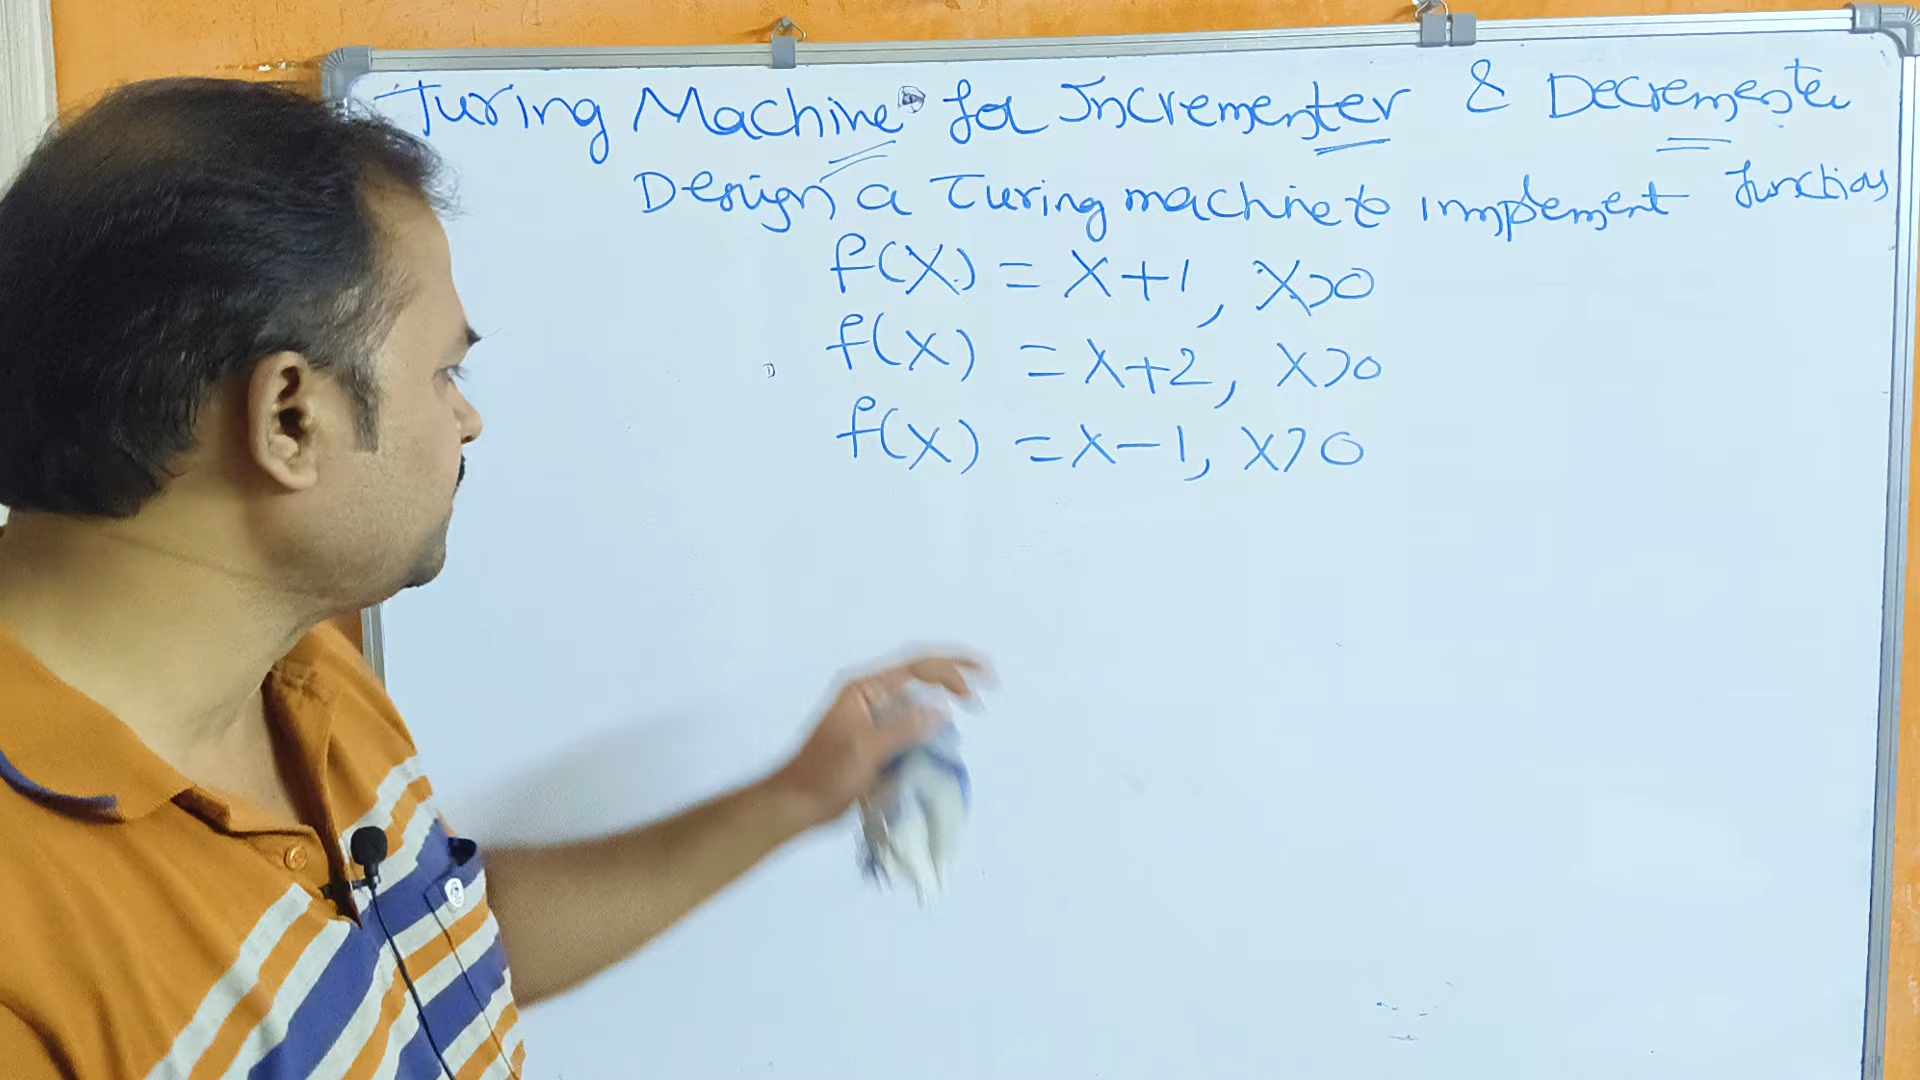 Turing Machine for Incrementer & Decrementer
Design a Turing machine to implement functions
f(X) = X+1, X>0
f(X) = X+2, X>0
f(X) = X-1, X>0